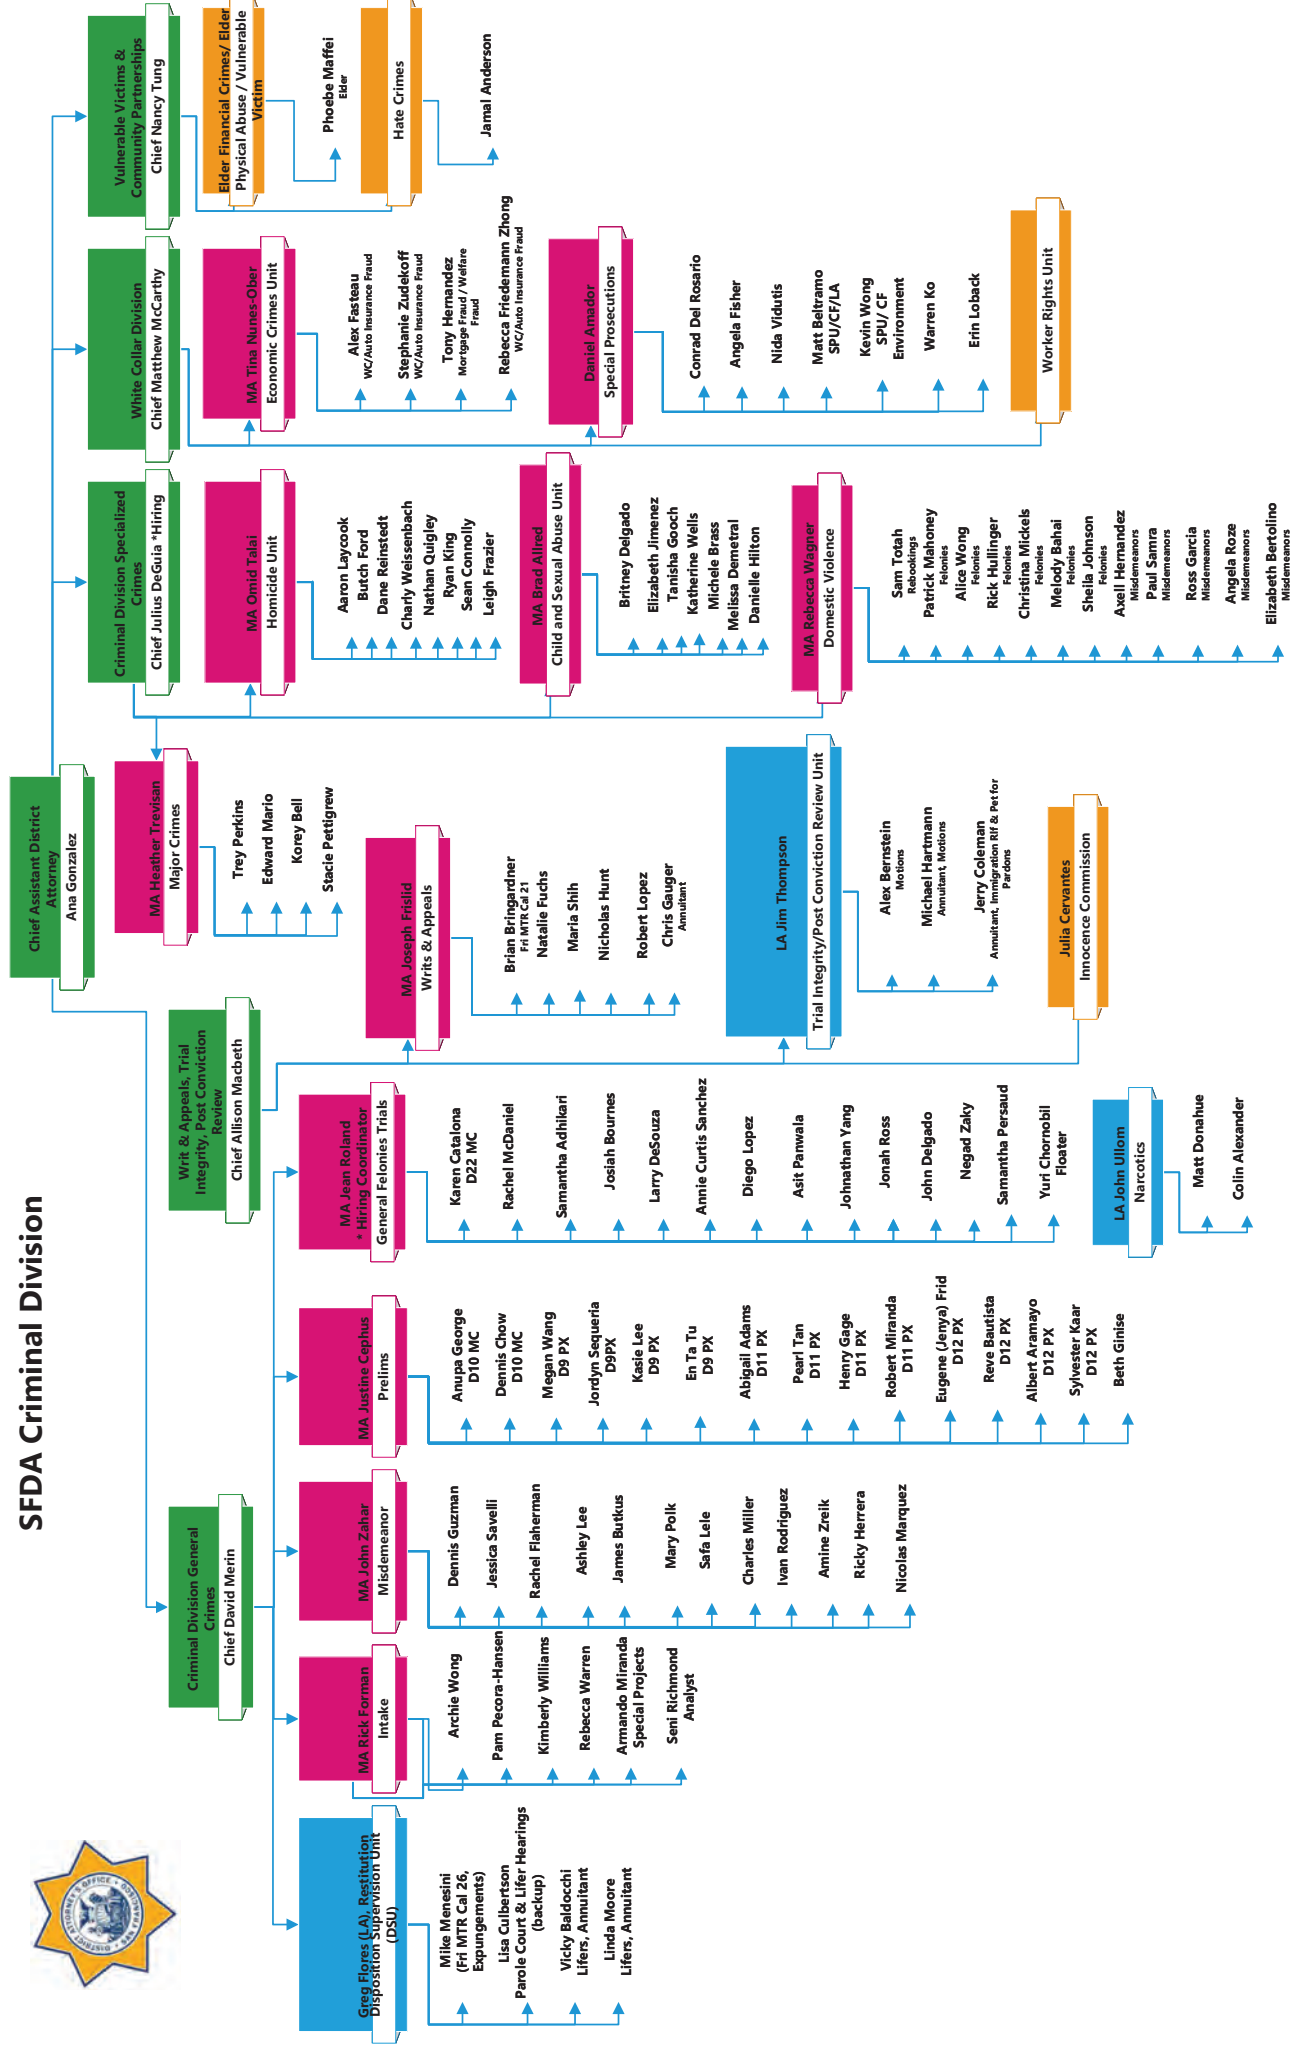 SFDA Criminal Division
Chief Assistant District
Attorney
Ana Gonzalez
Criminal Division General
Crimes
Chief David Merin
Greg Flores (LA), Restitution
Disposition Supervision Unit
(DSU)
Mike Menesini
(Fri MTR Cal 26,
Expungements)
Lisa Culbertson
Parole Court & Lifer Hearings
(backup)
Vicky Baldocchi
Lifers, Annuitant
Linda Moore
Lifers, Annuitant
MA Rick Forman
Intake
Archie Wong
Pam Pecora-Hansen
Kimberly Williams
Rebecca Warren
Armando Miranda
Special Projects
Seni Richmond
Analyst
MA John Zahar
Misdemeanor
Dennis Guzman
Jessica Savelli
Rachel Flaherman
Ashley Lee
James Butkus
Mary Polk
Safa Lele
Charles Miller
Ivan Rodriguez
Amine Zreik
Ricky Herrera
Nicolas Marquez
MA Justine Cephus
Prelims
Anupa George
D10 MC
Dennis Chow
D10 MC
Megan Wang
D9 PX
Jordyn Sequeria
D9PX
Kasie Lee
D9 PX
En Ta Tu
D9 PX
Abigail Adams
D11 PX
Pearl Tan
D11 PX
Henry Gage
D11 PX
Robert Miranda
D11 PX
Eugene (Jenya) Frid
D12 PX
Reve Bautista
D12 PX
Albert Aramayo
D12 PX
Sylvester Kaar
D12 PX
Beth Ginise
MA Jean Roland
* Hiring Coordinator
General Felonies Trials
Karen Catalona
D22 MC
Rachel McDaniel
Samantha Adhikari
Josiah Bournes
Larry DeSouza
Annie Curtis Sanchez
Diego Lopez
Asit Panwala
Johnathan Yang
Jonah Ross
John Delgado
Negad Zaky
Samantha Persaud
Yuri Chornobil
Floater
LA John Ullom
Narcotics
Matt Donahue
Colin Alexander
Writ & Appeals, Trial
Integrity, Post Conviction
Review
Chief Allison Macbeth
MA Joseph Frislid
Writs & Appeals
Brian Bringardner
Fri MTR Cal 21
Natalie Fuchs
Maria Shih
Nicholas Hunt
Robert Lopez
Chris Gauger
Annuitant
LA Jim Thompson
Trial Integrity/Post Conviction Review Unit
Alex Bernstein
Motions
Michael Hartmann
Annuitant, Motions
Jerry Coleman
Annuitant, Immigration Rlf & Pet for
Pardons
Julia Cervantes
Innocence Commission
MA Heather Trevisan
Major Crimes
Trey Perkins
Edward Mario
Korey Bell
Stacie Pettigrew
Criminal Division Specialized
Crimes
Chief Julius DeGuia *Hiring
MA Omid Talai
Homicide Unit
Aaron Laycook
Butch Ford
Dane Reinstedt
Charly Weissenbach
Nathan Quigley
Ryan King
Sean Connolly
Leigh Frazier
MA Brad Allred
Child and Sexual Abuse Unit
Britney Delgado
Elizabeth Jimenez
Tanisha Gooch
Katherine Wells
Michele Brass
Melissa Demetral
Danielle Hilton
MA Rebecca Wagner
Domestic Violence
Sam Totah
Rebookings
Patrick Mahoney
Felonies
Alice Wong
Felonies
Rick Hullinger
Felonies
Christina Mickels
Felonies
Melody Bahai
Felonies
Sheila Johnson
Felonies
Axell Hernandez
Misdemeanors
Paul Samra
Misdemeanors
Ross Garcia
Misdemeanors
Angela Roze
Misdemeanors
Elizabeth Bertolino
Misdemeanors
White Collar Division
Chief Matthew McCarthy
MA Tina Nunes-Ober
Economic Crimes Unit
Alex Fasteau
WC/Auto Insurance Fraud
Stephanie Zudekoff
WC/Auto Insurance Fraud
Tony Hernandez
Mortgage Fraud / Welfare
Fraud
Rebecca Friedemann Zhong
WC/Auto Insurance Fraud
Daniel Amador
Special Prosecutions
Conrad Del Rosario
Angela Fisher
Nida Vidutis
Matt Beltramo
SPU/CF/LA
Kevin Wong
SPU/ CF
Environment
Warren Ko
Erin Loback
Worker Rights Unit
Vulnerable Victims &
Community Partnerships
Chief Nancy Tung
Elder Financial Crimes/ Elder
Physical Abuse / Vulnerable
Victim
Phoebe Maffei
Elder
Hate Crimes
Jamal Anderson
DISTRICT ATTORNEY'S OFFICE
SAN FRANCISCO